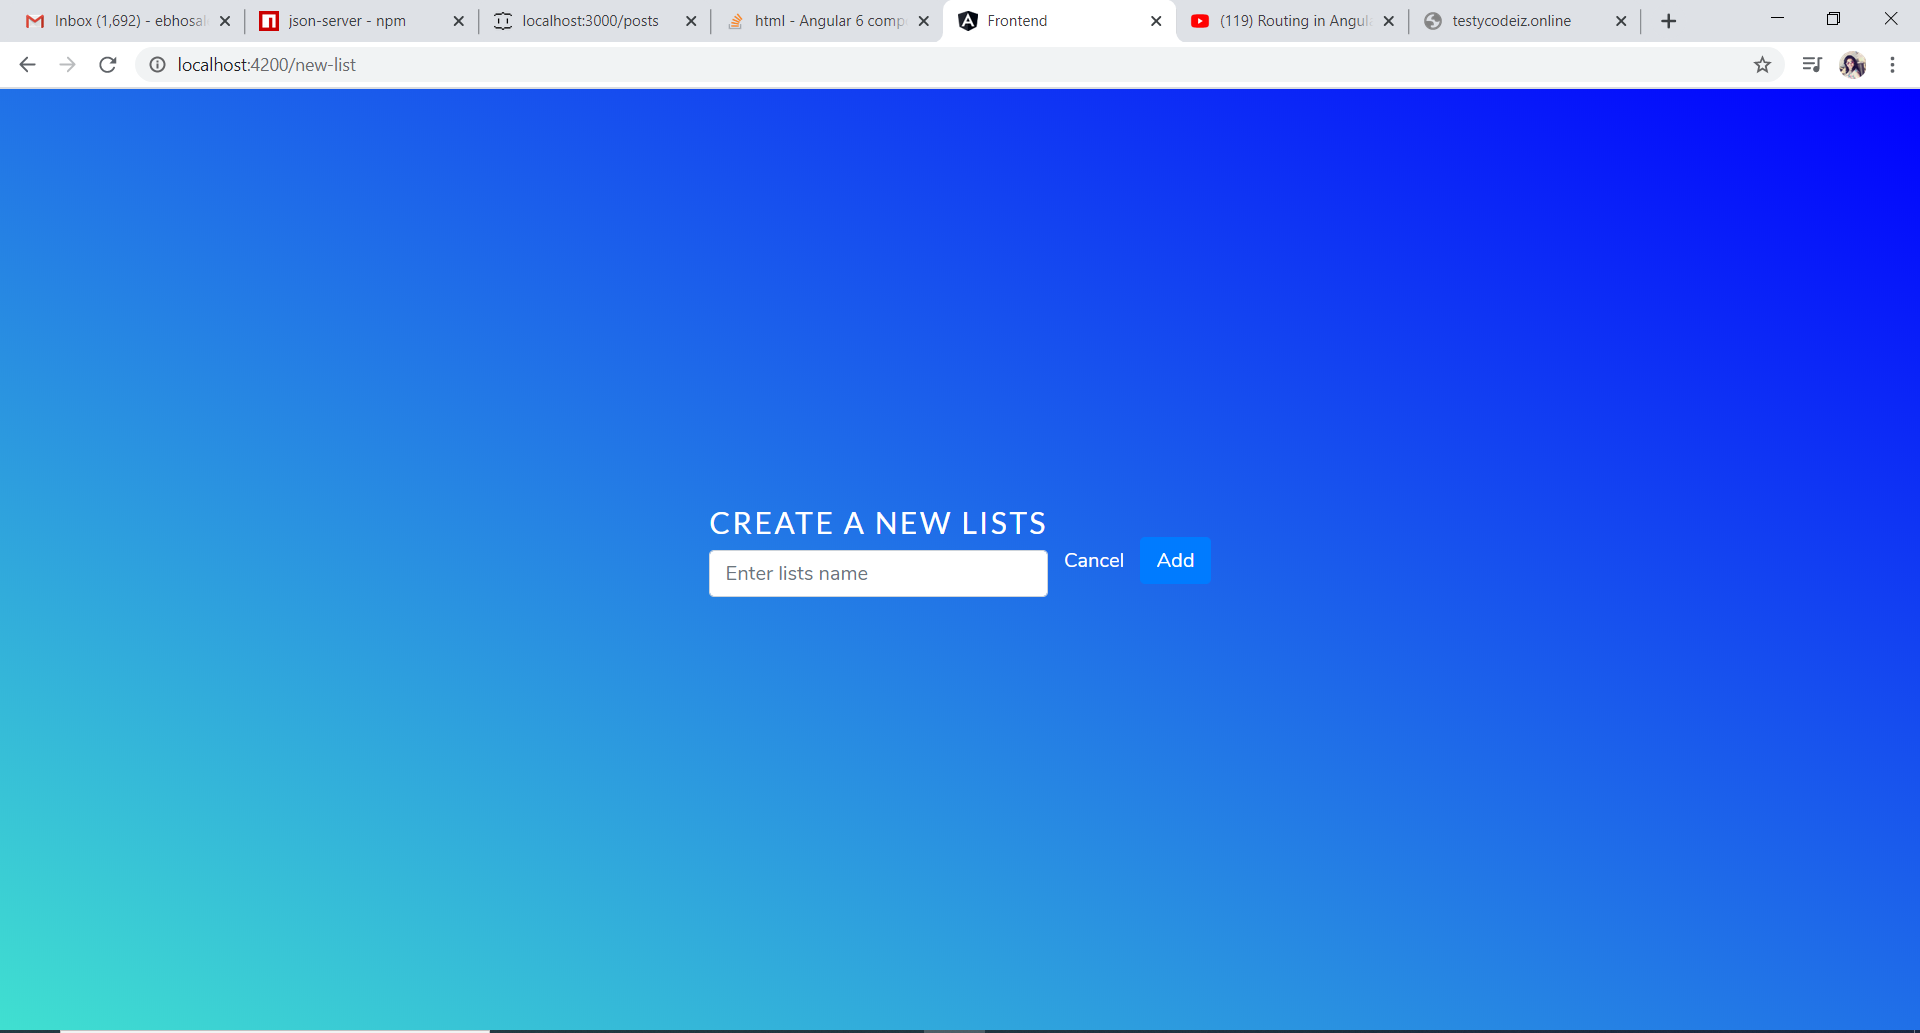 Inbox (1,692) - ebhosal
json-server - npm
localhost:3000/posts
html - Angular 6 comp
Frontend
(119) Routing in Angul
testycodeiz.online
localhost:4200/new-list
CREATE A NEW LISTS
Enter lists name
Cancel
Add